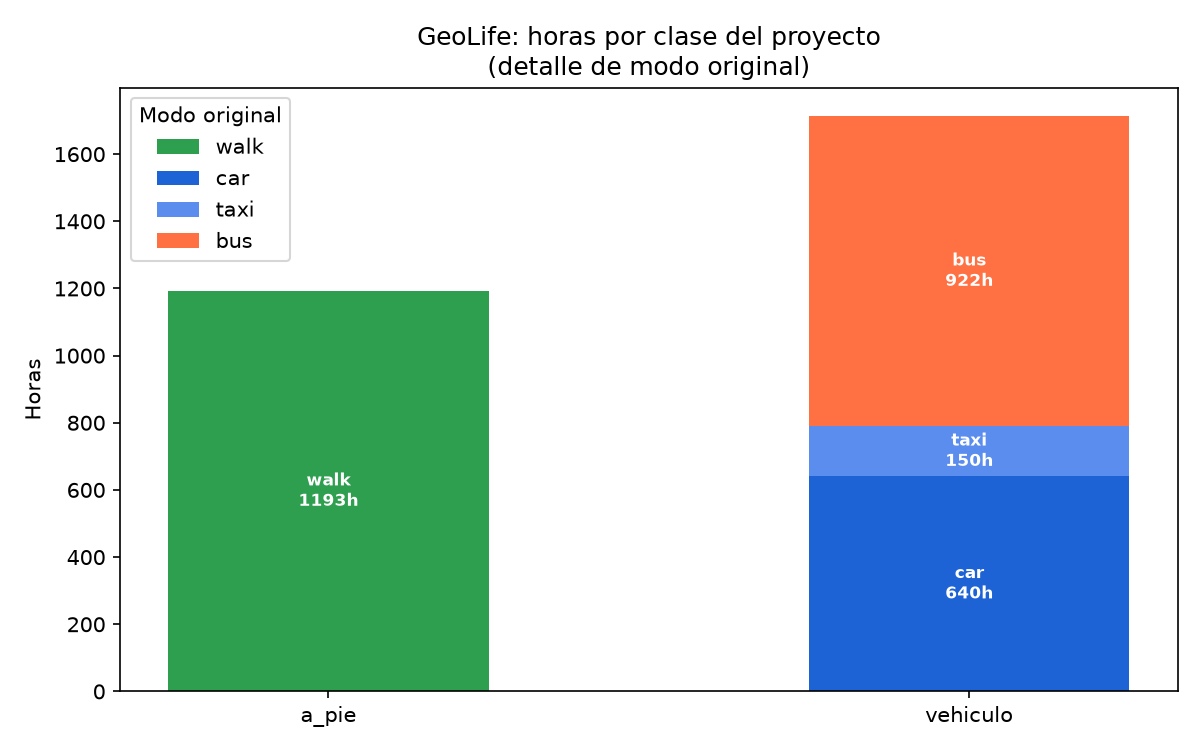 GeoLife: horas por clase del proyecto
(detalle de modo original)
Modo original
walk
car
taxi
bus
Horas
1600
1400
1200
1000
800
600
400
200
0
walk
1193h
bus
922h
taxi
150h
car
640h
a_pie
vehiculo